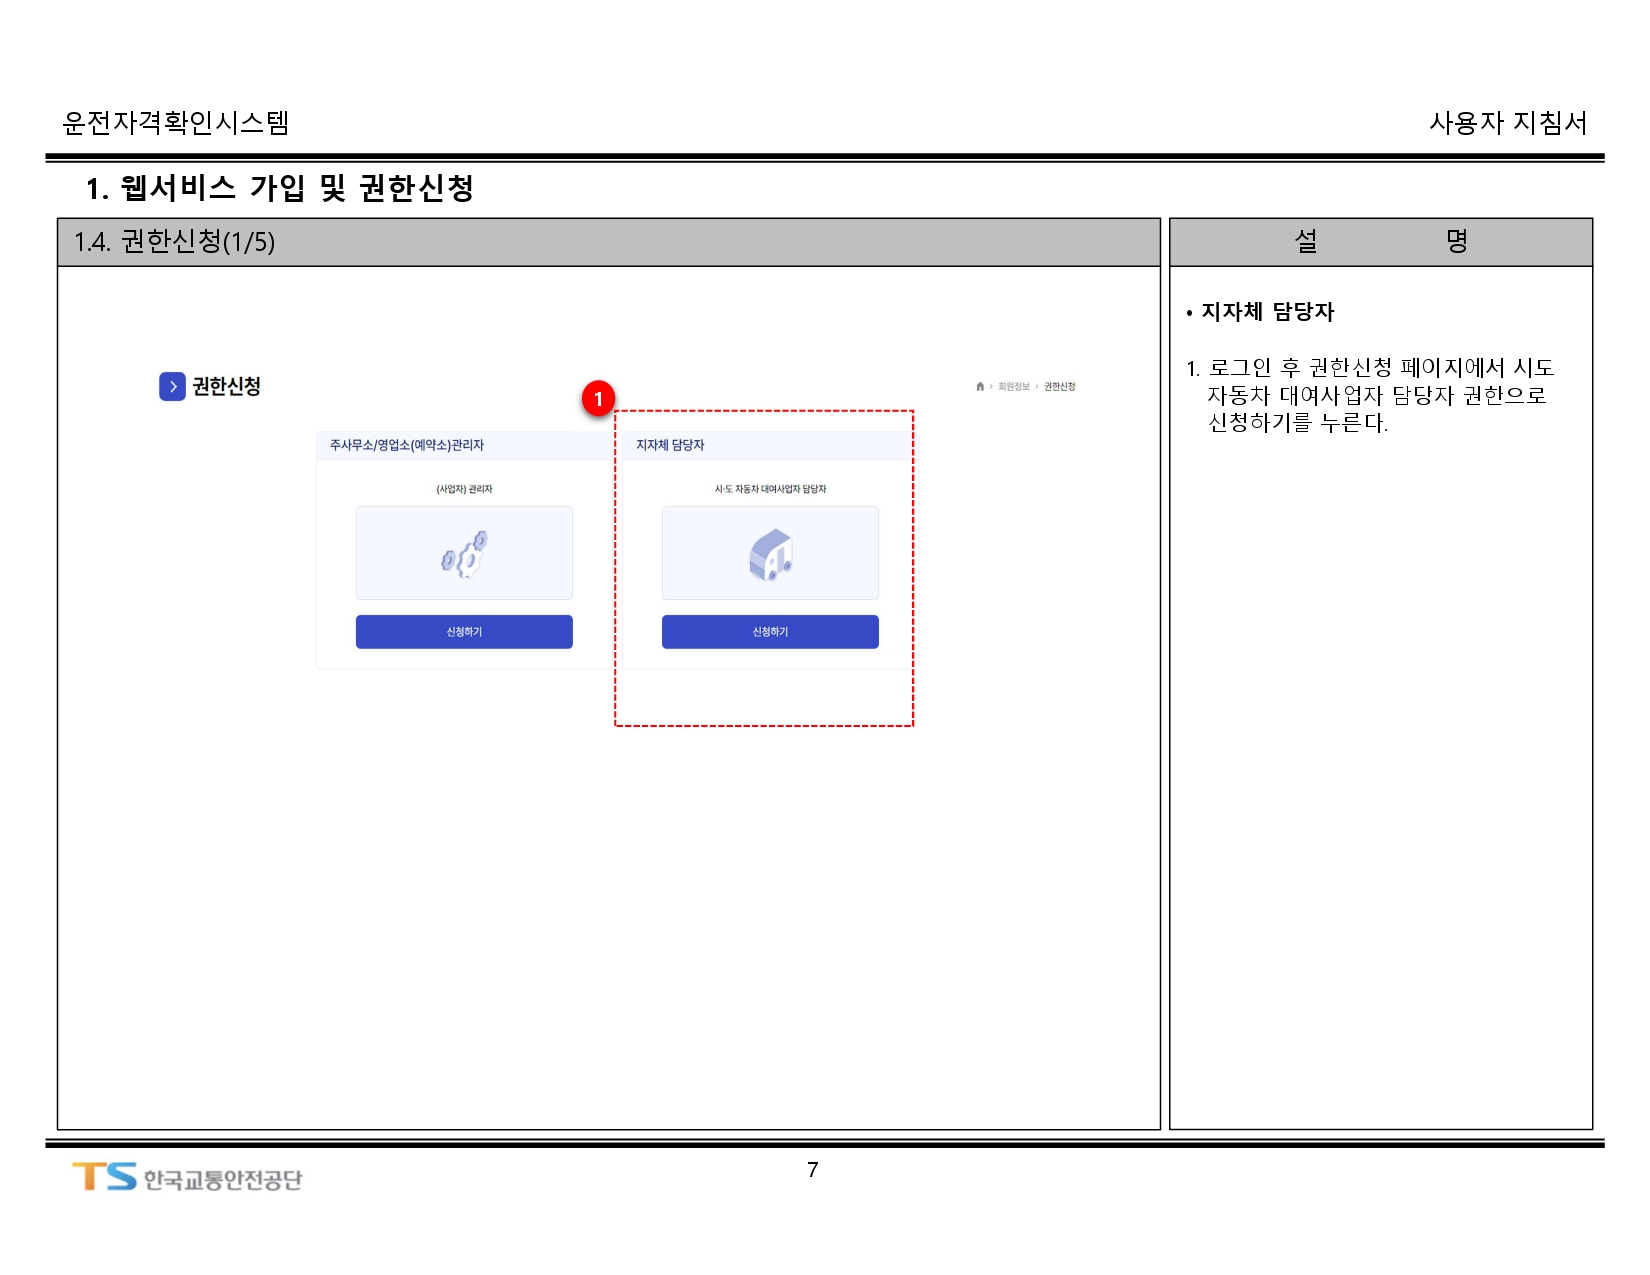 운전자격확인시스템
사용자 지침서
1. 웹서비스 가입 및 권한신청
1.4. 권한신청(1/5)
설 명
권한신청
회원정보 > 권한신청
1
주사무소/영업소(예약소)관리자
(사업자) 관리자
신청하기
지자체 담당자
시·도 자동차 대여사업자 담당자
신청하기
• 지자체 담당자
1. 로그인 후 권한신청 페이지에서 시도
자동차 대여사업자 담당자 권한으로
신청하기를 누른다.
TS 한국교통안전공단
7